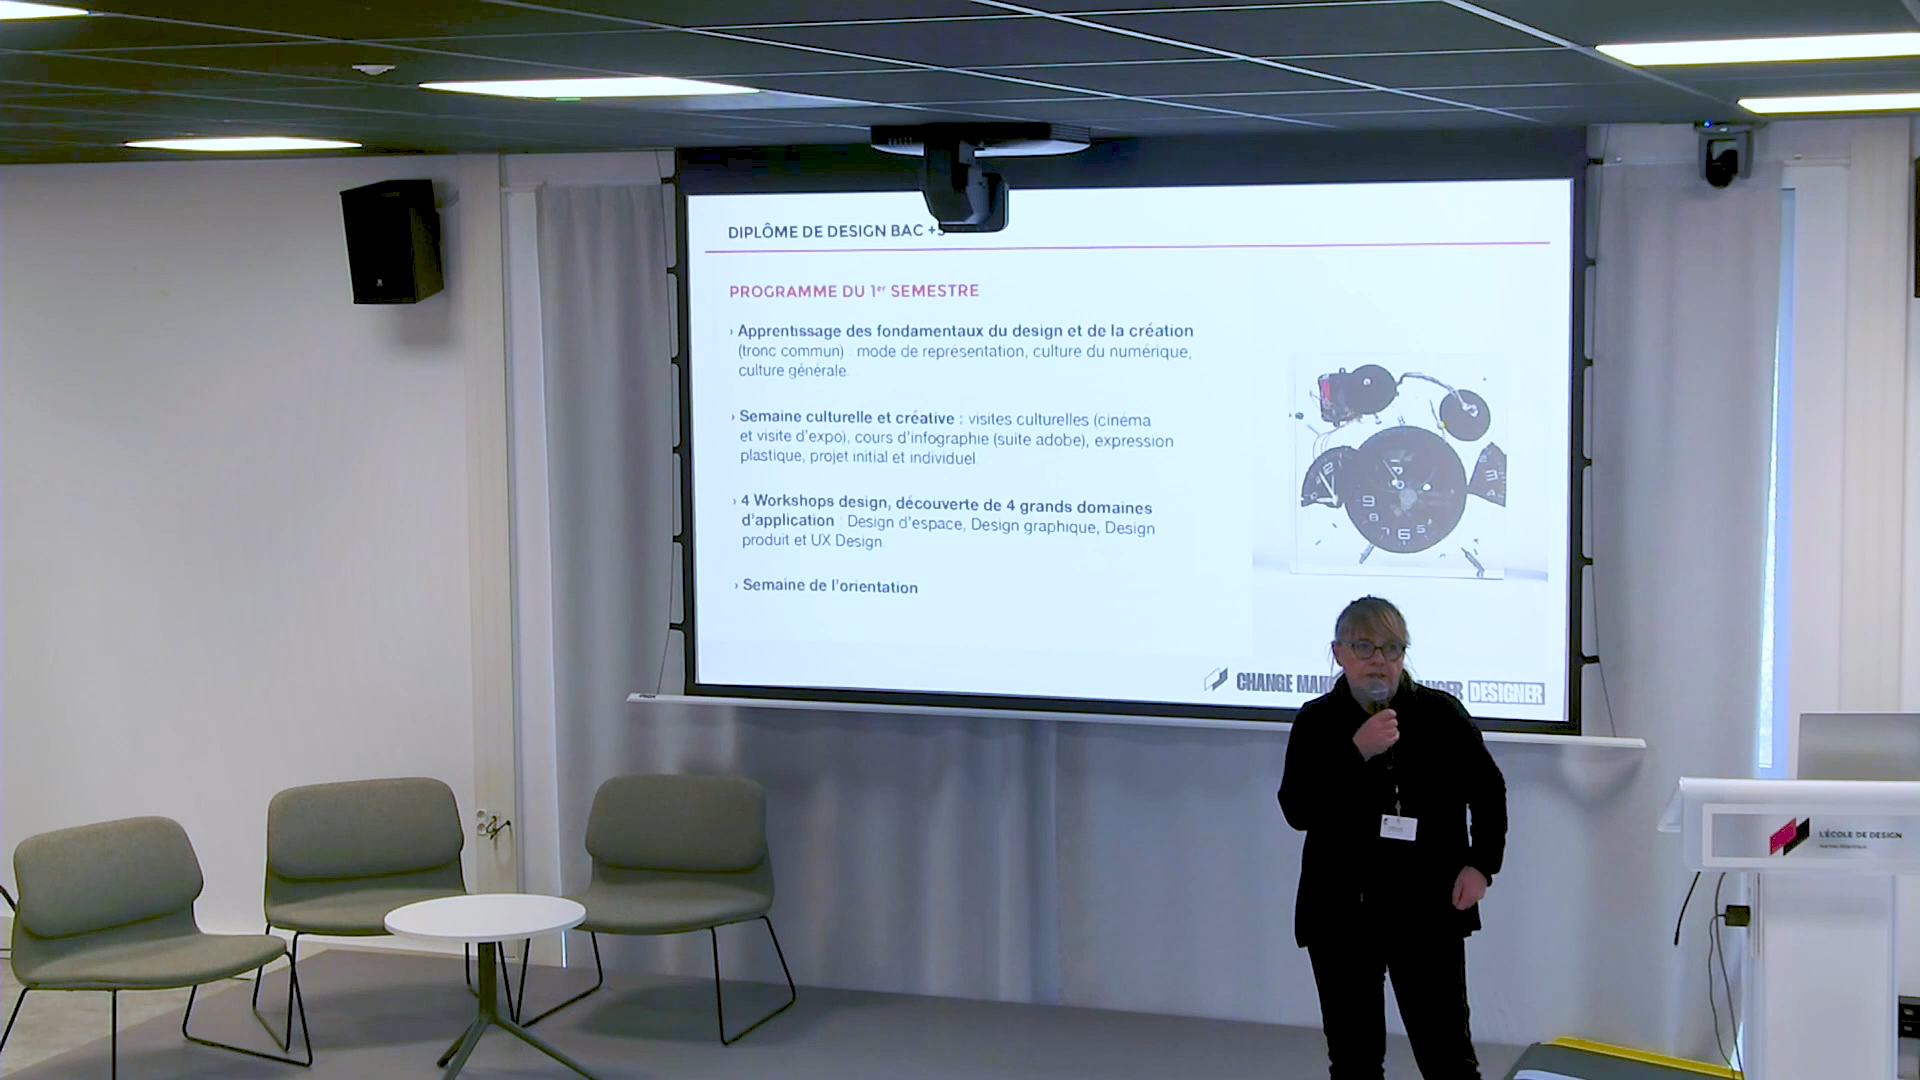 DIPLÔME DE DESIGN BAC +5
PROGRAMME DU 1er SEMESTRE
› Apprentissage des fondamentaux du design et de la création
(tronc commun) : mode de représentation, culture du numérique,
culture générale.
› Semaine culturelle et créative : visites culturelles (cinéma
et visite d'expo), cours d'infographie (suite adobe), expression
plastique, projet initial et individuel.
› 4 Workshops design, découverte de 4 grands domaines
d'application : Design d'espace, Design graphique, Design
produit et UX Design.
› Semaine de l'orientation
CHANGE DESIGNER
L'ÉCOLE DE DESIGN